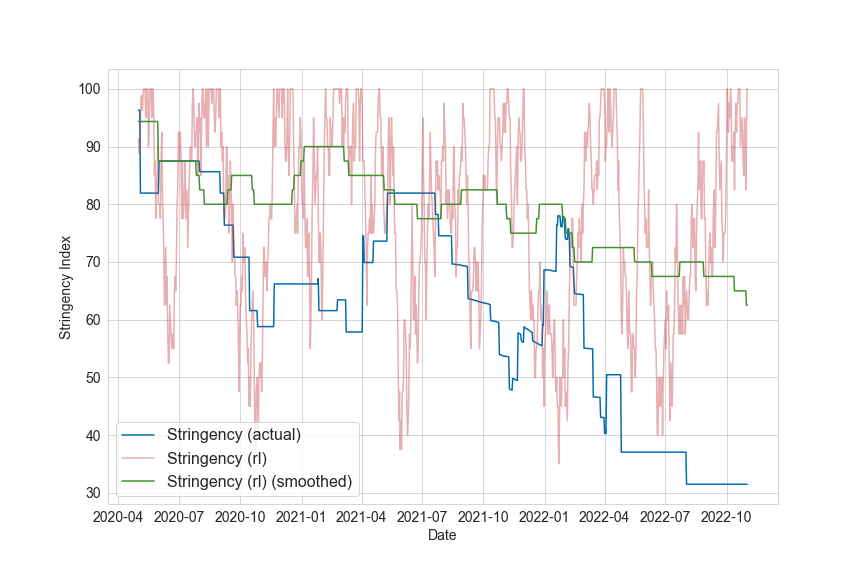 100
90
80
70
60
50
40
30
Stringency Index
Stringency (actual)
Stringency (rl)
Stringency (rl) (smoothed)
2020-04 2020-07 2020-10 2021-01 2021-04 2021-07 2021-10 2022-01 2022-04 2022-07 2022-10
Date